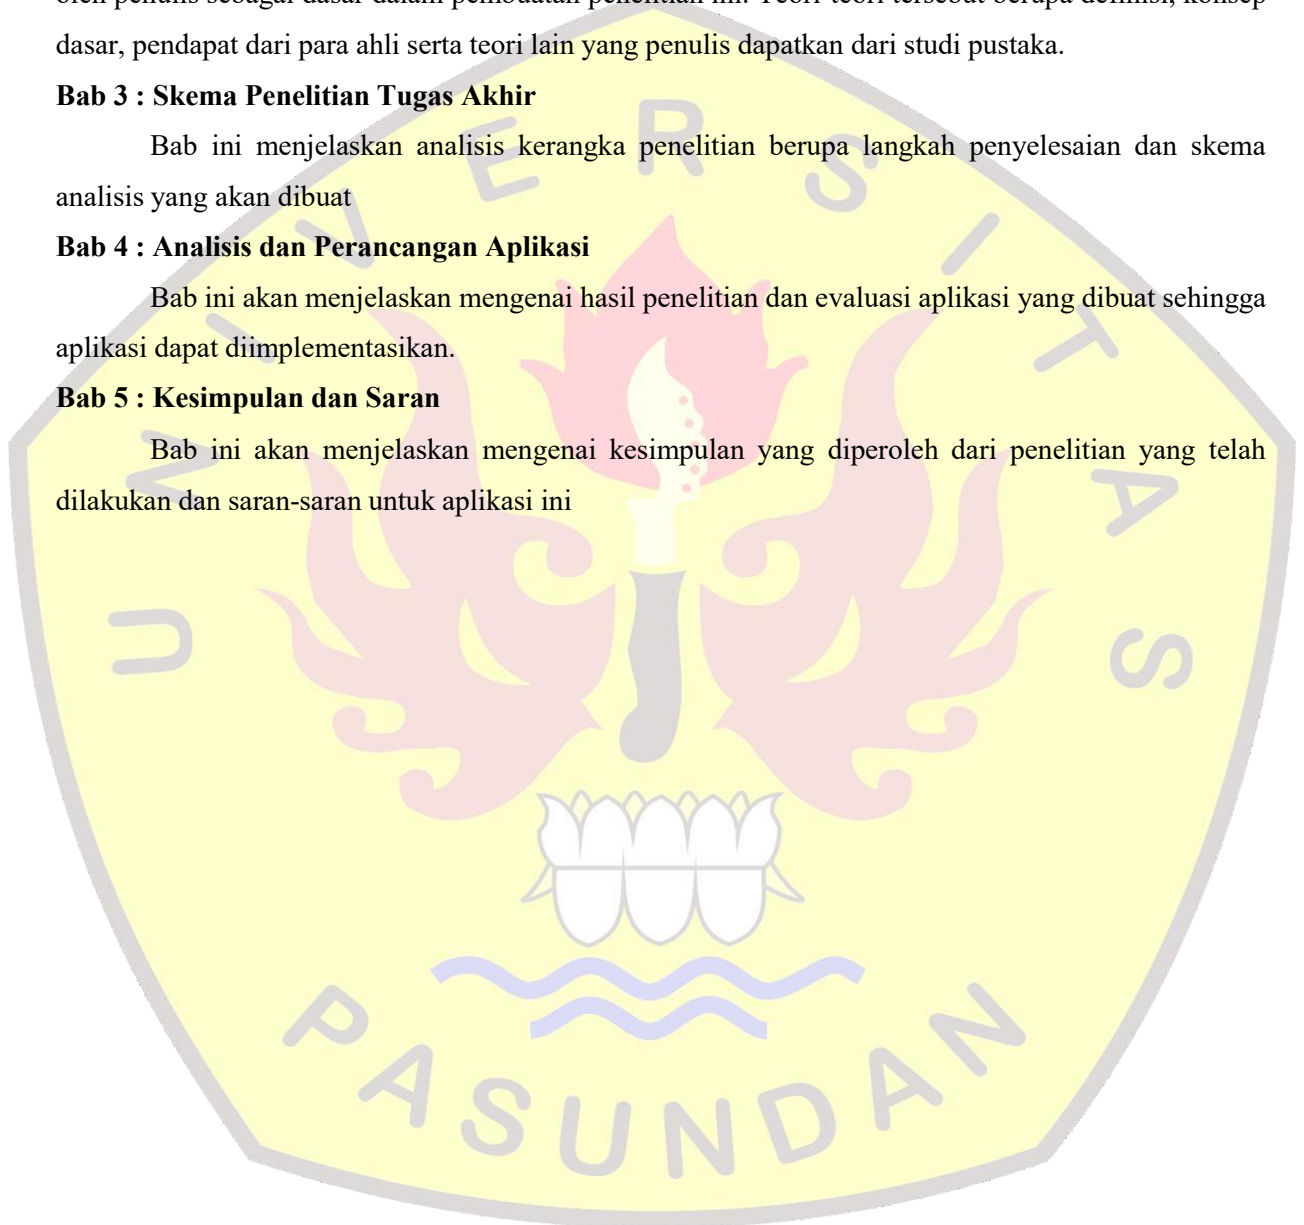 oleh penulis sebagai dasar dalam pembuatan penelitian ini. Teori-teori tersebut berupa definisi, konsep
dasar, pendapat dari para ahli serta teori lain yang penulis dapatkan dari studi pustaka.
Bab 3 : Skema Penelitian Tugas Akhir
Bab ini menjelaskan analisis kerangka penelitian berupa langkah penyelesaian dan skema
analisis yang akan dibuat
Bab 4 : Analisis dan Perancangan Aplikasi
Bab ini akan menjelaskan mengenai hasil penelitian dan evaluasi aplikasi yang dibuat sehingga
aplikasi dapat diimplementasikan.
Bab 5 : Kesimpulan dan Saran
Bab ini akan menjelaskan mengenai kesimpulan yang diperoleh dari penelitian yang telah
dilakukan dan saran-saran untuk aplikasi ini
UNIVERSITAS
PASUNDAN